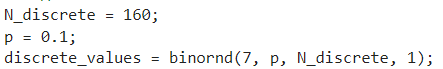 N_discrete = 160;
p = 0.1;
discrete_values = binornd(7, p, N_discrete, 1);